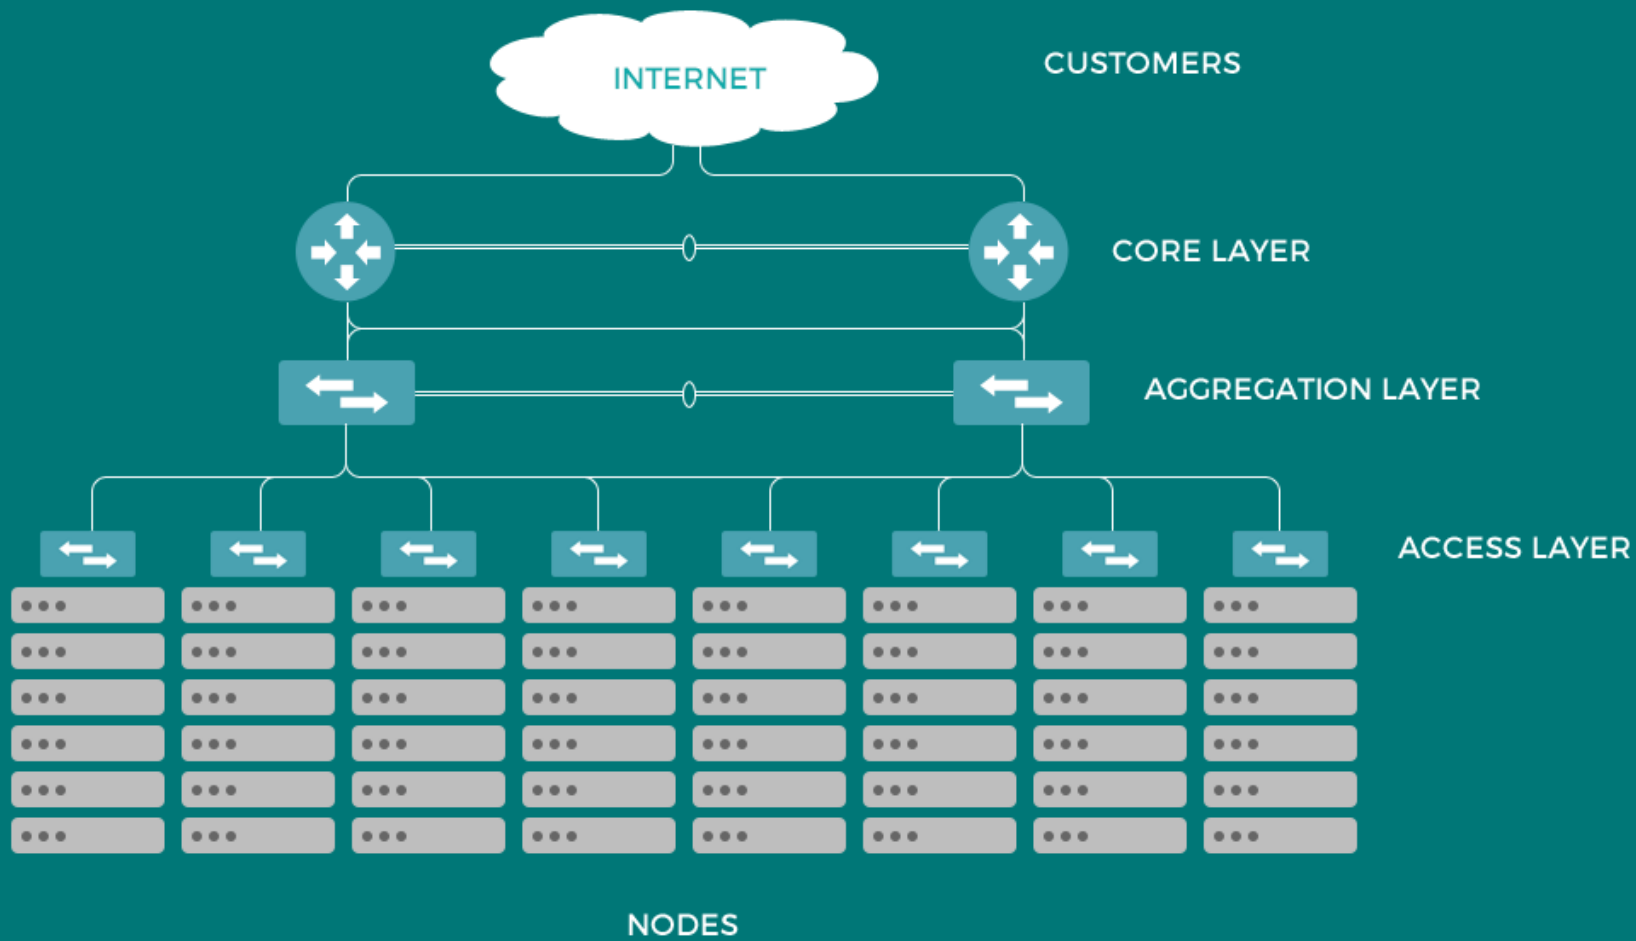 INTERNET
CUSTOMERS
CORE LAYER
AGGREGATION LAYER
ACCESS LAYER
NODES